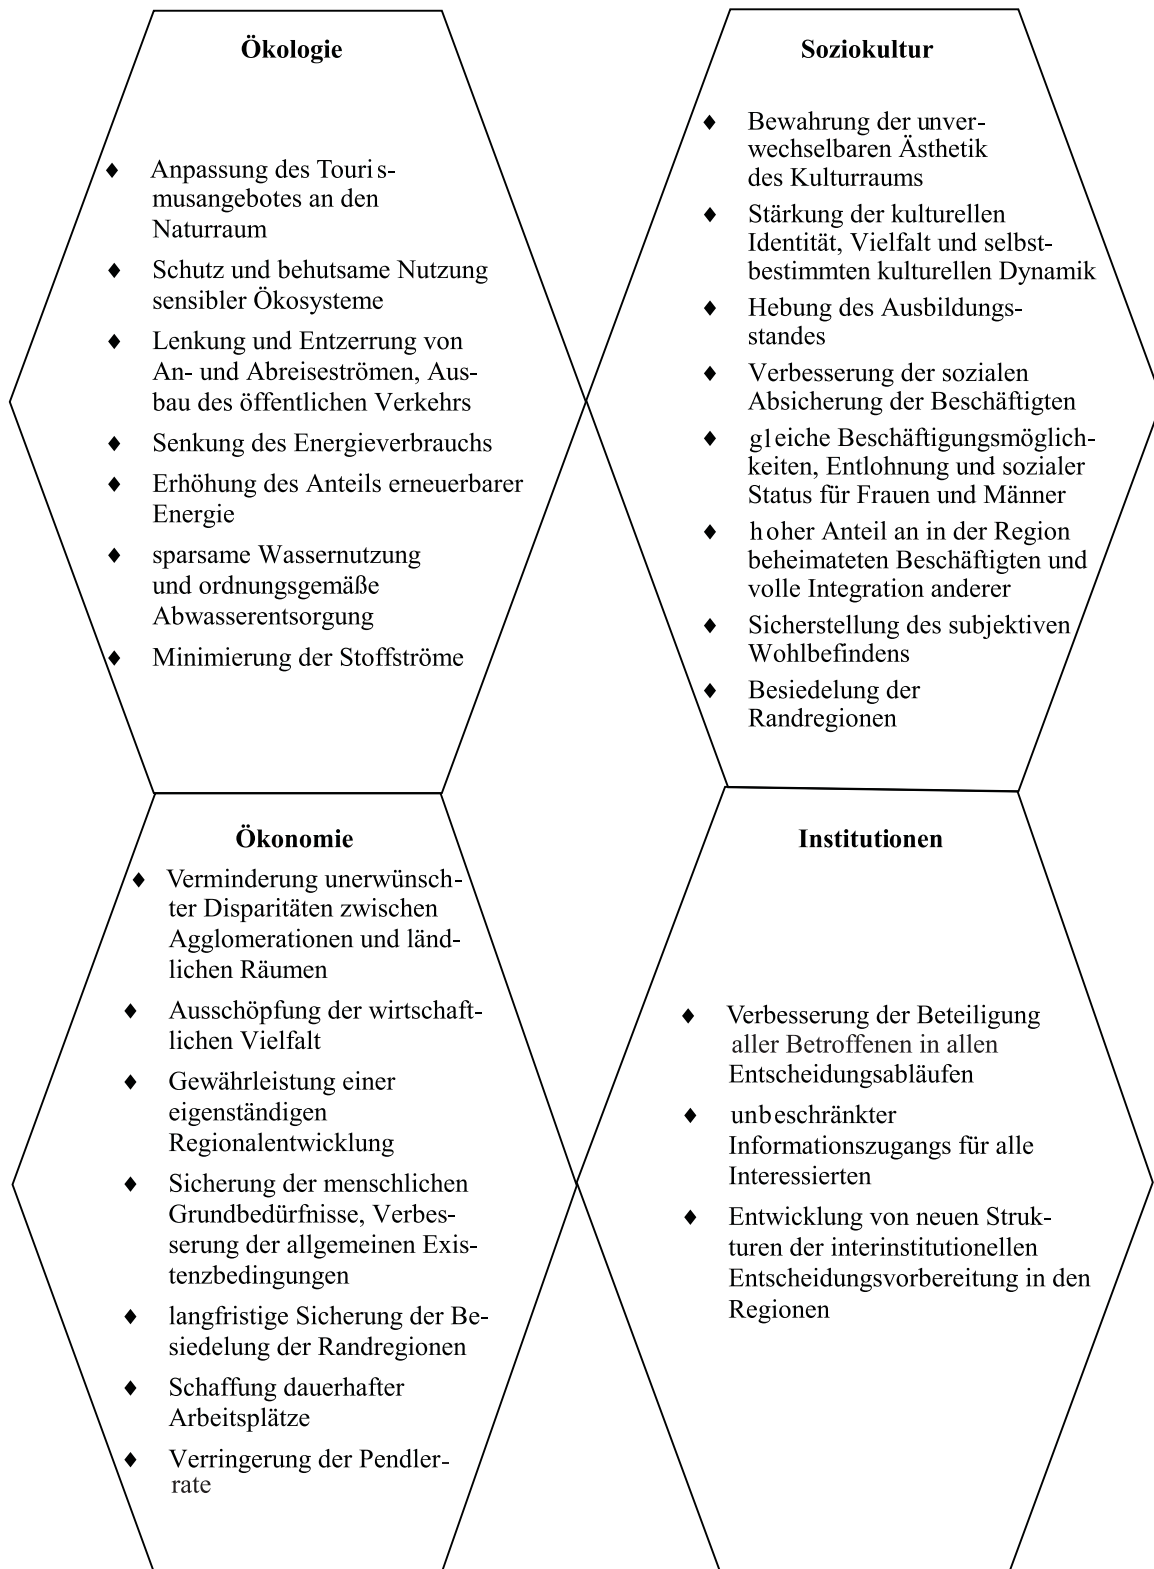 Ökologie
Anpassung des Touris-
musangebotes an den
Naturraum
Schutz und behutsame Nutzung
sensibler Ökosysteme
Lenkung und Entzerrung von
An- und Abreiseströmen, Aus-
bau des öffentlichen Verkehrs
Senkung des Energieverbrauchs
Erhöhung des Anteils erneuerbarer
Energie
sparsame Wassernutzung
und ordnungsgemäße
Abwasserentsorgung
Minimierung der Stoffströme
Soziokultur
Bewahrung der unver-
wechselbaren Ästhetik
des Kulturraums
Stärkung der kulturellen
Identität, Vielfalt und selbst-
bestimmten kulturellen Dynamik
Hebung des Ausbildungs-
standes
Verbesserung der sozialen
Absicherung der Beschäftigten
gleiche Beschäftigungsmöglich-
keiten, Entlohnung und sozialer
Status für Frauen und Männer
hoher Anteil an in der Region
beheimateten Beschäftigten und
volle Integration anderer
Sicherstellung des subjektiven
Wohlbefindens
Besiedelung der
Randregionen
Ökonomie
Verminderung unerwünsch-
ter Disparitäten zwischen
Agglomerationen und länd-
lichen Räumen
Ausschöpfung der wirtschaft-
lichen Vielfalt
Gewährleistung einer
eigenständigen
Regionalentwicklung
Sicherung der menschlichen
Grundbedürfnisse, Verbes-
serung der allgemeinen Exis-
tenzbedingungen
langfristige Sicherung der Be-
siedelung der Randregionen
Schaffung dauerhafter
Arbeitsplätze
Verringerung der Pendler-
rate
Institutionen
Verbesserung der Beteiligung
aller Betroffenen in allen
Entscheidungsabläufen
unbeschränkter
Informationszugangs für alle
Interessierten
Entwicklung von neuen Struk-
turen der interinstitutionellen
Entscheidungsvorbereitung in den
Regionen